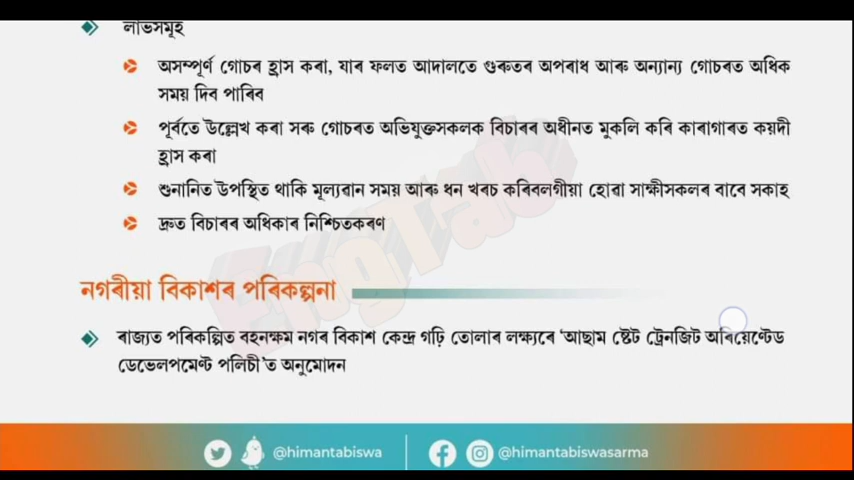 লাভসমূহ
অসম্পূৰ্ণ গোচৰ হ্ৰাস কৰা, যাৰ ফলত আদালতে গুৰুতৰ অপৰাধ আৰু অন্যান্য গোচৰত অধিক
সময় দিব পাৰিব
পূৰ্বতে উল্লেখ কৰা সৰু গোচৰত অভিযুক্তসকলক বিচাৰৰ অধীনত মুকলি কৰি কাৰাগাৰত কয়দী
হ্ৰাস কৰা
শুনানিত উপস্থিত থাকি মূল্যৱান সময় আৰু ধন খৰচ কৰিবলগীয়া হোৱা সাক্ষীসকলৰ বাবে সকাহ
দ্ৰুত বিচাৰৰ অধিকাৰ নিশ্চিতকৰণ
EngTab
নগৰীয়া বিকাশৰ পৰিকল্পনা
ৰাজ্যত পৰিকল্পিত বহনক্ষম নগৰ বিকাশ কেন্দ্ৰ গঢ়ি তোলাৰ লক্ষ্যৰে ‘আছাম ষ্টেট ট্ৰেনজিট অৰিয়েণ্টেড
ডেভেলপমেণ্ট পলিচী’ত অনুমোদন
@himantabiswa
@himantabiswasarma